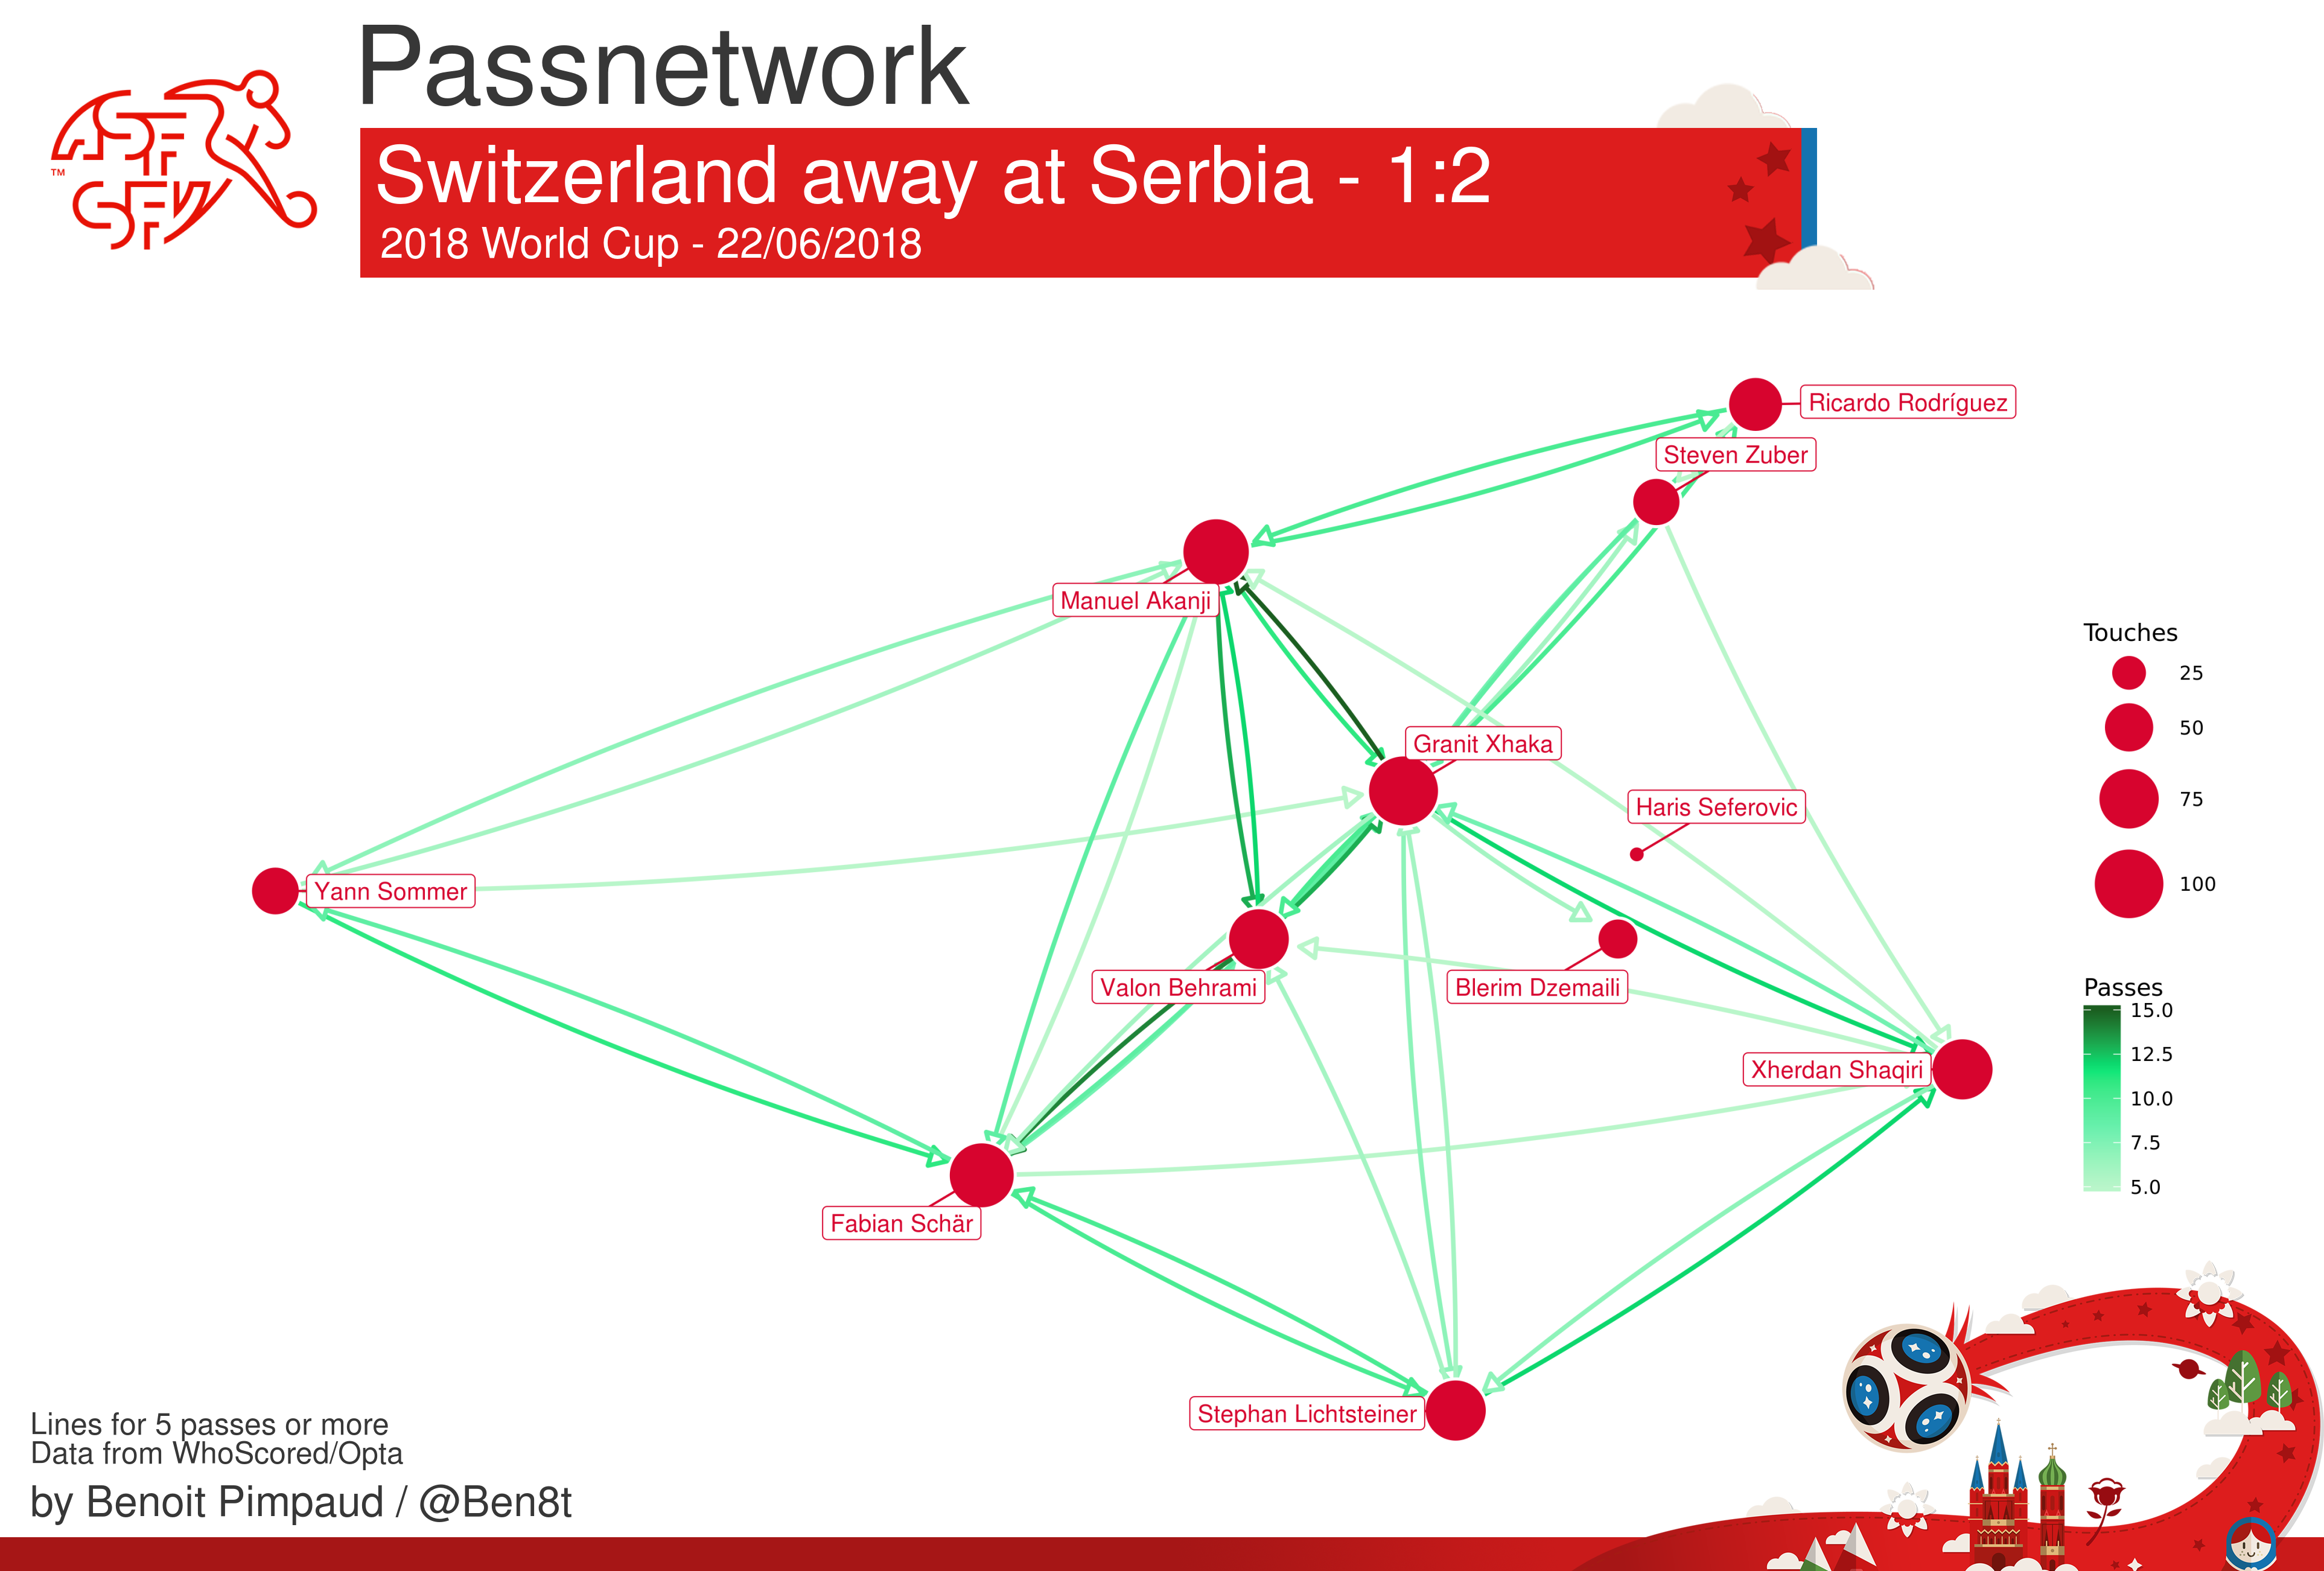 Passnetwork
ASF
SFV
TM
Switzerland away at Serbia - 1:2
2018 World Cup - 22/06/2018
Ricardo Rodríguez
Steven Zuber
Manuel Akanji
Granit Xhaka
Haris Seferovic
Yann Sommer
Valon Behrami
Blerim Dzemaili
Xherdan Shaqiri
Fabian Schär
Stephan Lichtsteiner
Touches
25
50
75
100
Passes
15.0
12.5
10.0
7.5
5.0
Lines for 5 passes or more
Data from WhoScored/Opta
by Benoit Pimpaud / @Ben8t